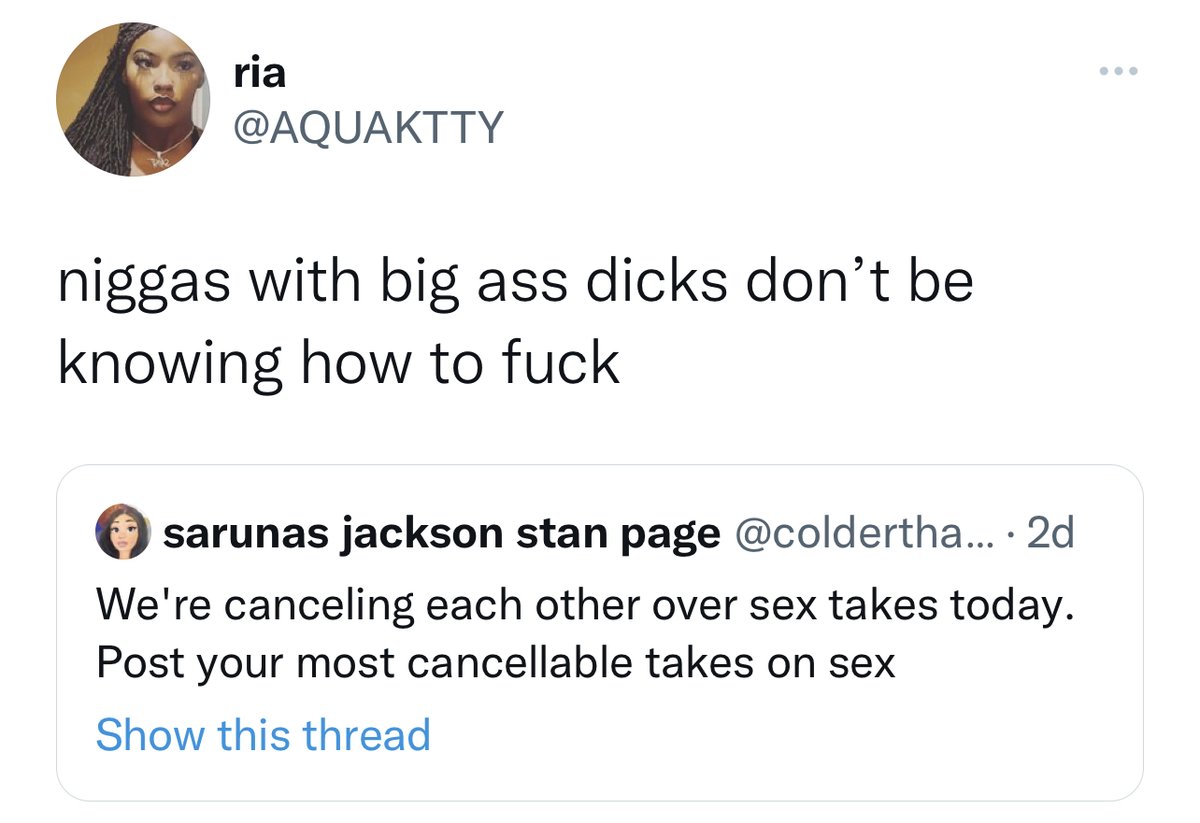 ria
@AQUAKTTY
niggas with big ass dicks don’t be
knowing how to fuck
sarunas jackson stan page @coldertha... · 2d
We're canceling each other over sex takes today.
Post your most cancellable takes on sex
Show this thread